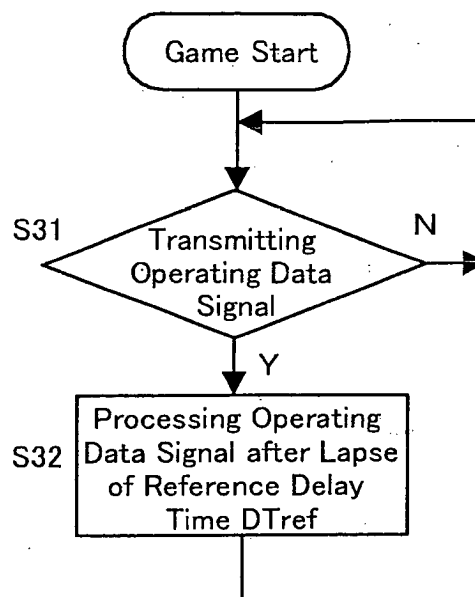 Game Start
S31
N
Transmitting
Operating Data
Signal
Y
S32
Processing Operating
Data Signal after Lapse
of Reference Delay
Time DTref